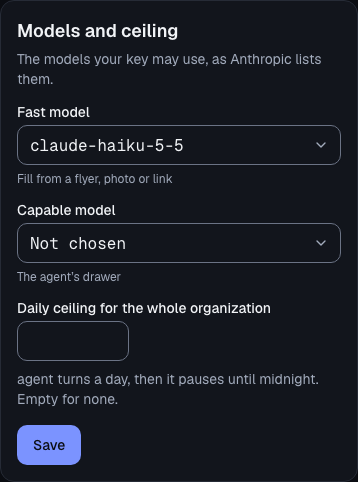 Models and ceiling
The models your key may use, as Anthropic lists
them.
Fast model
claude-haiku-5-5
Fill from a flyer, photo or link
Capable model
Not chosen
The agent's drawer
Daily ceiling for the whole organization
agent turns a day, then it pauses until midnight.
Empty for none.
Save